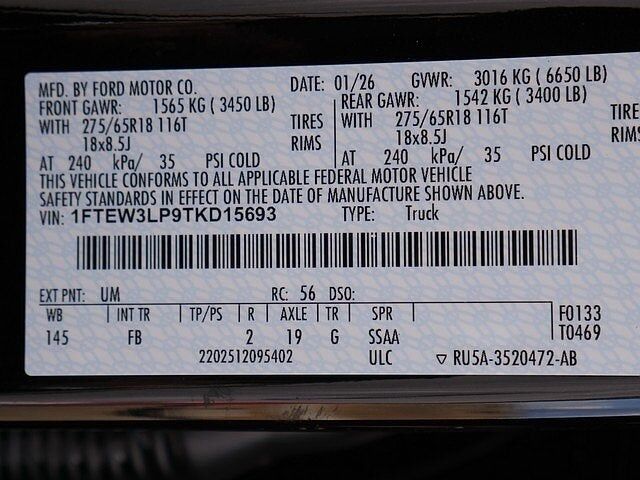 MFD. BY FORD MOTOR CO. DATE: 01/26 GVWR: 3016 KG ( 6650 LB)
FRONT GAWR: 1565 KG ( 3450 LB) REAR GAWR: 1542 KG ( 3400 LB)
WITH 275/65R18 116T TIRES WITH 275/65R18 116T TIRE
18x8.5J RIMS 18x8.5J RIMS
AT 240 kPa/ 35 PSI COLD AT 240 kPa/ 35 PSI COLD
THIS VEHICLE CONFORMS TO ALL APPLICABLE FEDERAL MOTOR VEHICLE
SAFETY STANDARDS IN EFFECT ON THE DATE OF MANUFACTURE SHOWN ABOVE.
VIN: 1FTEW3LP9TKD15693 TYPE: Truck
EXT PNT: UM RC: 56 DSO:
WB INT TR TP/PS R AXLE TR SPR F0133
145 FB 2 19 G SSAA T0469
2202512095402 ULC ▽ RU5A-3520472-AB